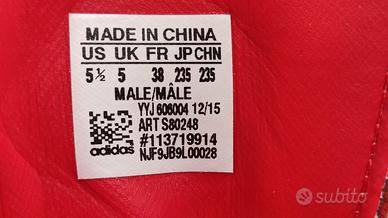 MADE IN CHINA
US UK FR JP CHN
5½ 5 38 235 235
MALE/MÂLE
YYJ 606004 12/15
ART S80248
#113719914
NJF9JB9L00028
adidas
subito